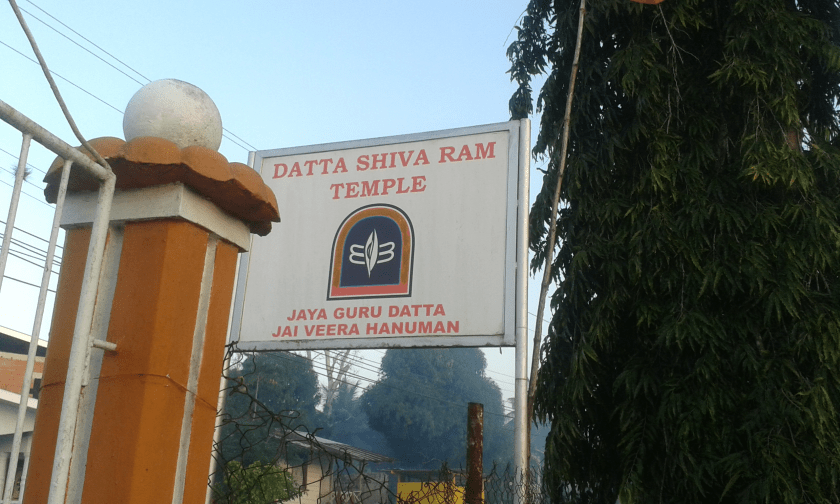 DATTA SHIVA RAM
TEMPLE
JAYA GURU DATTA
JAI VEERA HANUMAN